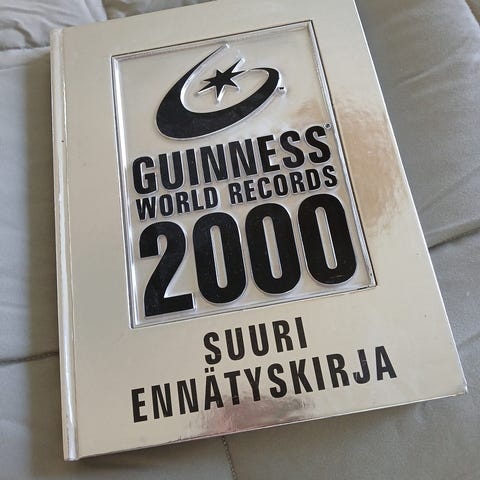 GUINNESS®
WORLD RECORDS
2000
SUURI
ENNÄTYSKIRJA